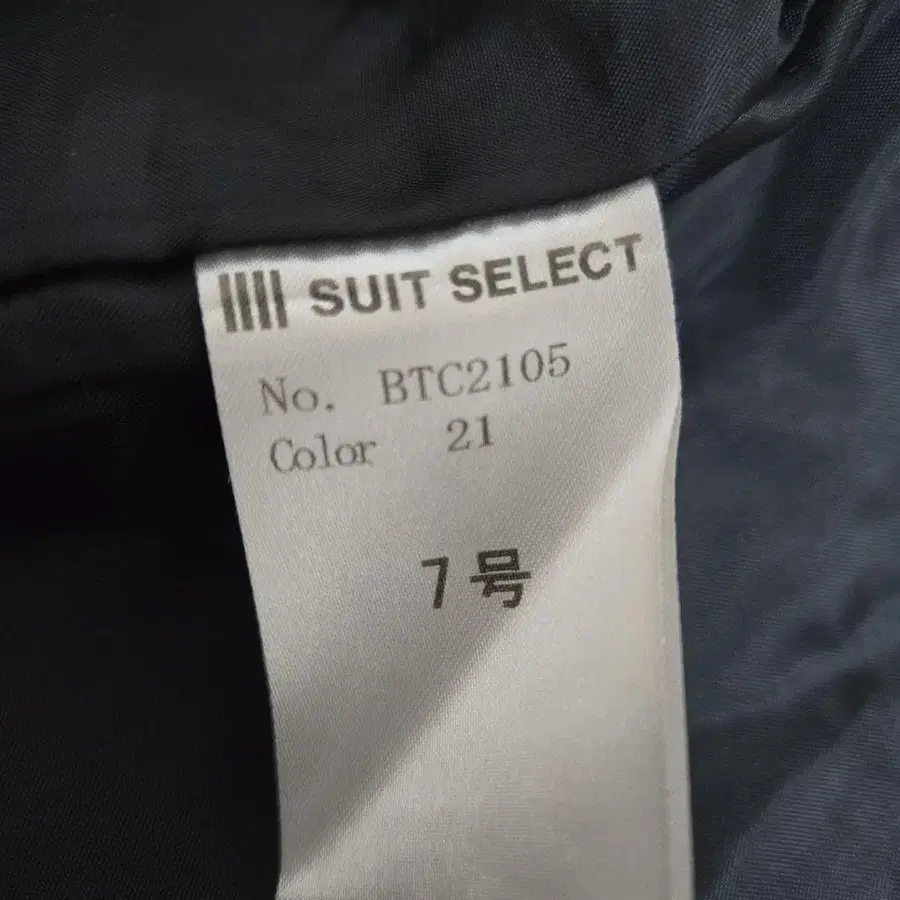 SUIT SELECT
No. BTC2105
Color 21
7号